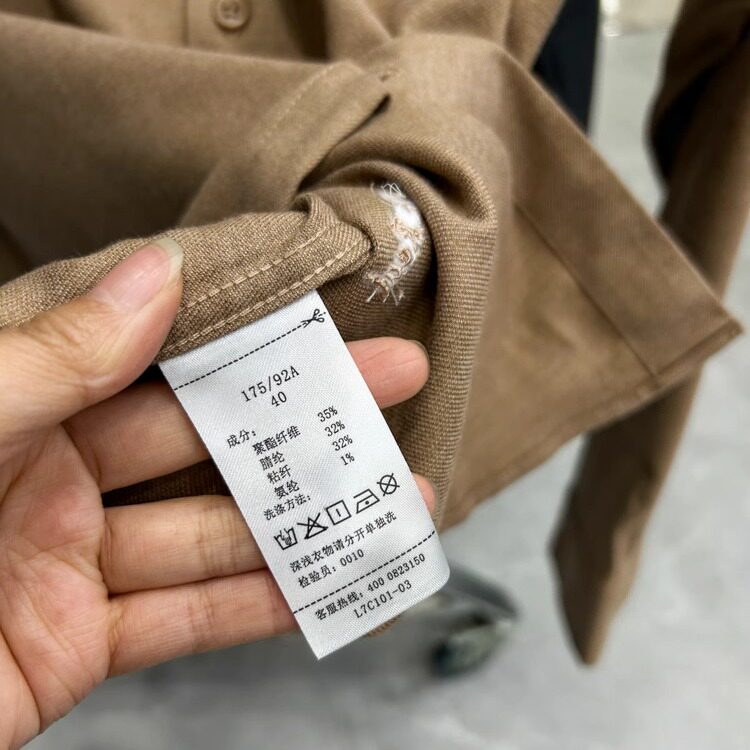 175/92A
40
成分：
聚酯纤维 35%
腈纶 32%
粘纤 32%
氨纶 1%
洗涤方法：
深浅衣物请分开单独洗
检验员：0010
客服热线：400 0823150
L7C101-03